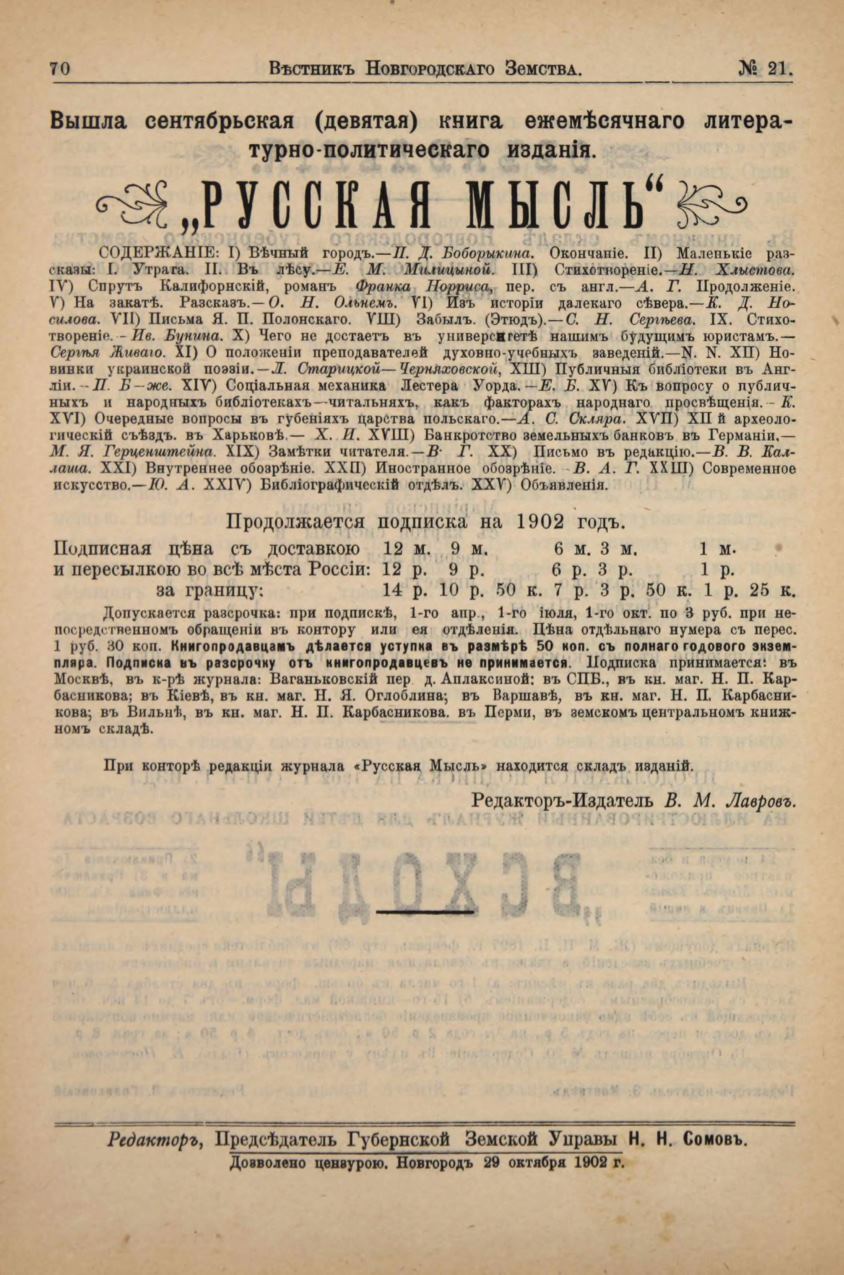 70
Вѣстникъ Новгородскаго Земства.
№ 21.
Вышла сентябрьская (девятая) книга ежемѣсячнаго литера-
турно-политическаго изданія.
„РУССКАЯ МЫСЛЬ“
СОДЕРЖАНІЕ: I) Вѣчный городъ.—П. Д. Боборыкина. Окончаніе. II) Маленькіе раз-
сказы: I. Утрата. II. Въ лѣсу.—Е. М. Милицыной. III) Стихотвореніе.—Н. Хлыстова.
IV) Спрутъ Калифорнскій, романъ Франка Норриса, пер. съ англ.—А. Г. Продолженіе.
V) На закатѣ. Разсказъ.—О. Н. Ольнемъ. VI) Изъ исторіи далекаго сѣвера.—К. Д. Но-
силова. VII) Письма Я. П. Полонскаго. VIII) Забылъ. (Этюдъ).—С. Н. Сергѣева. IX. Стихо-
твореніе.—Ив. Бунина. X) Чего не достаетъ въ университетѣ нашимъ будущимъ юристамъ.—
Сергѣя Живаго. XI) О положеніи преподавателей духовно-учебныхъ заведеній.—N. N. XII) Но-
винки украинской поэзіи.—Л. Старицкой—Черняховской, XIII) Публичныя библіотеки въ Анг-
ліи.—П. Б—же. XIV) Соціальная механика Лестера Уорда.—Е. Б. XV) Къ вопросу о публич-
ныхъ и народныхъ библіотекахъ—читальняхъ, какъ факторахъ народнаго просвѣщенія.—К.
XVI) Очередные вопросы въ губеніяхъ царства польскаго.—А. С. Скляра. XVII) XII й археоло-
гическій съѣздъ. въ Харьковѣ.— Х. И. XVIII) Банкротство земельныхъ банковъ въ Германіи,—
М. Я. Герценштейна. XIX) Замѣтки читателя.—В. Г. XX) Письмо въ редакцію.—В. В. Кал-
лаша. XXI) Внутреннее обозрѣніе. XXII) Иностранное обозрѣніе. -В. А. Г. XXIII) Современное
искусство.—Ю. А. XXIV) Библіографическій отдѣлъ. XXV) Объявленія.
Продолжается подписка на 1902 годъ.
Подписная цѣна съ доставкою 12 м. 9 м. 6 м. 3 м. 1 м.
и пересылкою во всѣ мѣста Россіи: 12 р. 9 р. 6 р. 3 р. 1 р.
за границу: 14 р. 10 р. 50 к. 7 р. 3 р. 50 к. 1 р. 25 к.
Допускается разсрочка: при подпискѣ, 1-го апр., 1-го іюля, 1-го окт. по 3 руб. при не-
посредственномъ обращеніи въ контору или ея отдѣленія. Цѣна отдѣльнаго нумера съ перес.
1 руб. 30 коп. Книгопродавцамъ дѣлается уступка въ размѣрѣ 50 коп. съ полнаго годового экзем-
пляра. Подписка въ разсрочку отъ книгопродавцевъ не принимается. Подписка принимается: въ
Москвѣ, въ к-рѣ журнала: Ваганьковскій пер д. Аплаксиной; въ СПБ., въ кн. маг. Н. П. Кар-
басникова; въ Кіевѣ, въ кн. маг. Н. Я. Оглоблина; въ Варшавѣ, въ кн. маг. Н. П. Карбасни-
кова; въ Вильнѣ, въ кн. маг. Н. П. Карбасникова. въ Перми, въ земскомъ центральномъ книж-
номъ складѣ.
При конторѣ редакціи журнала «Русская Мысль» находится складъ изданій.
Редакторъ-Издатель В. М. Лавровъ.
Редакторъ, Предсѣдатель Губернской Земской Управы Н. Н. Сомовъ.
Дозволено цензурою. Новгородъ 29 октября 1902 г.